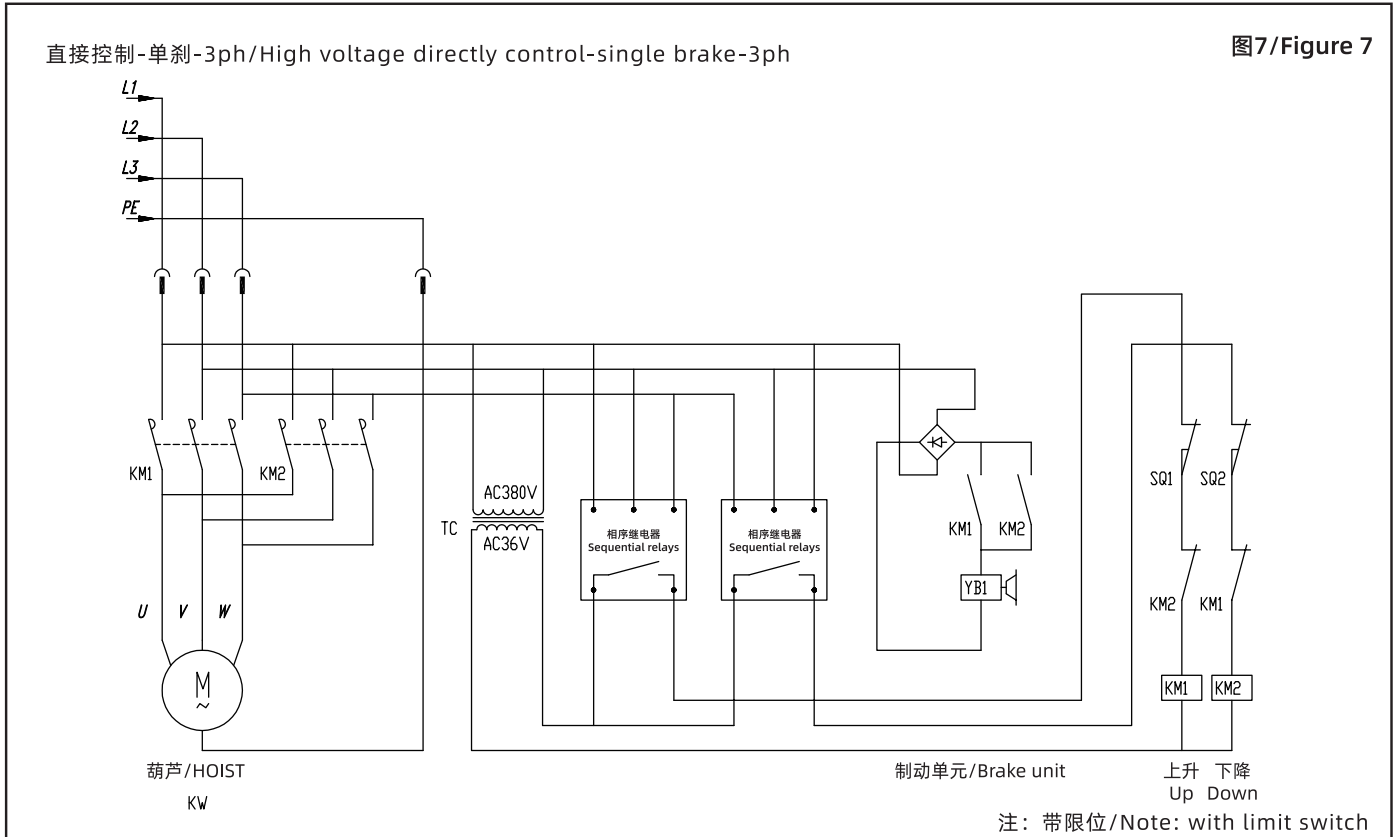 直接控制-单刹-3ph/High voltage directly control-single brake-3ph
图7/Figure 7
L1
L2
L3
PE
KM1
KM2
TC
AC380V
AC36V
相序继电器
Sequential relays
相序继电器
Sequential relays
KM1
KM2
YB1
SQ1
SQ2
KM2
KM1
KM1
KM2
U V W
M
~
葫芦/HOIST
KW
制动单元/Brake unit
上升 下降
Up Down
注：带限位/Note: with limit switch